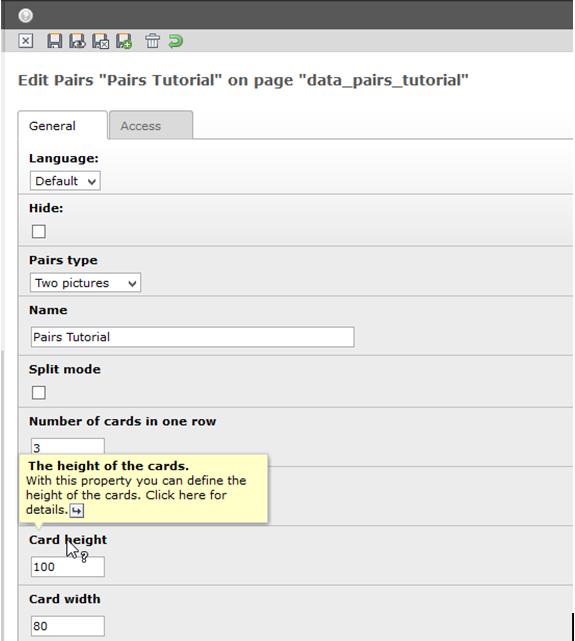 Edit Pairs "Pairs Tutorial" on page "data_pairs_tutorial"
General Access
Language:
Default
Hide:
Pairs type
Two pictures
Name
Pairs Tutorial
Split mode
Number of cards in one row
3
The height of the cards.
With this property you can define the
height of the cards. Click here for
details.
Card height
100
Card width
80